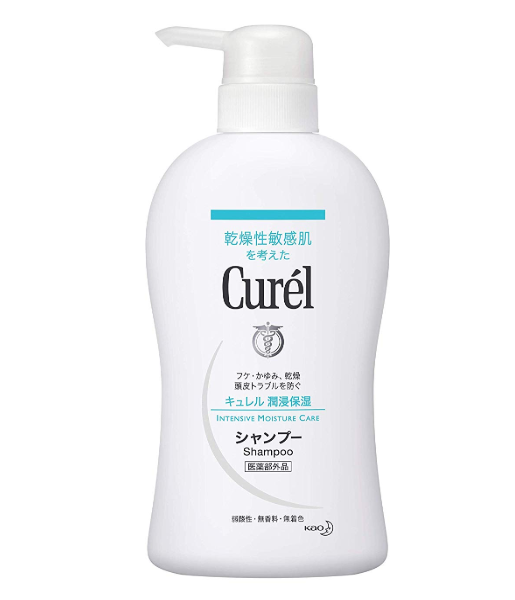 乾燥性敏感肌
を考えた
Curél
フケ・かゆみ、乾燥
頭皮トラブルを防ぐ
キュレル 潤浸保湿
INTENSIVE MOISTURE CARE
シャンプー
Shampoo
医薬部外品
弱酸性・無香料・無着色
Kao